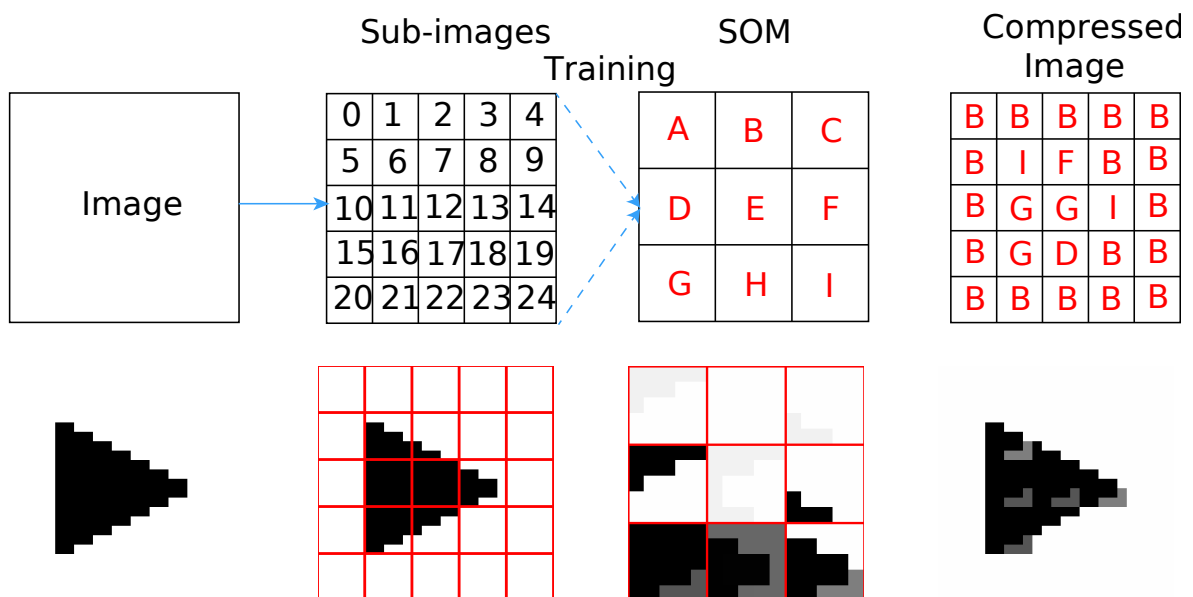 Sub-images
SOM
Compressed
Image
Training
Image
0 1 2 3 4
5 6 7 8 9
10 11 12 13 14
15 16 17 18 19
20 21 22 23 24
A B C
D E F
G H I
B B B B B
B I F B B
B G G I B
B G D B B
B B B B B